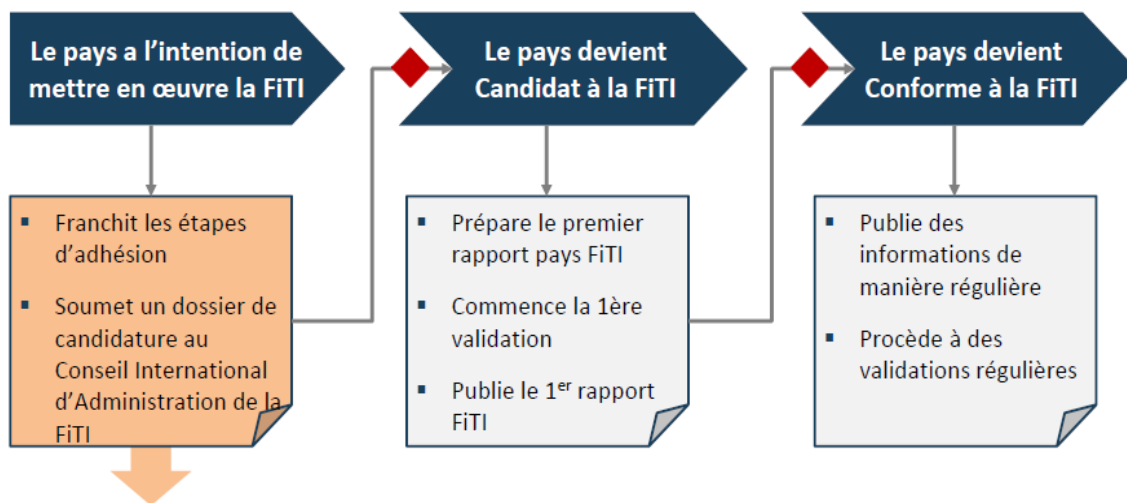 Le pays a l’intention de
mettre en œuvre la FiTI
Le pays devient
Candidat à la FiTI
Le pays devient
Conforme à la FiTI
▪ Franchit les étapes
d’adhésion
▪ Soumet un dossier de
candidature au
Conseil International
d’Administration de la
FiTI
▪ Prépare le premier
rapport pays FiTI
▪ Commence la 1ère
validation
▪ Publie le 1er rapport
FiTI
▪ Publie des
informations de
manière régulière
▪ Procède à des
validations régulières